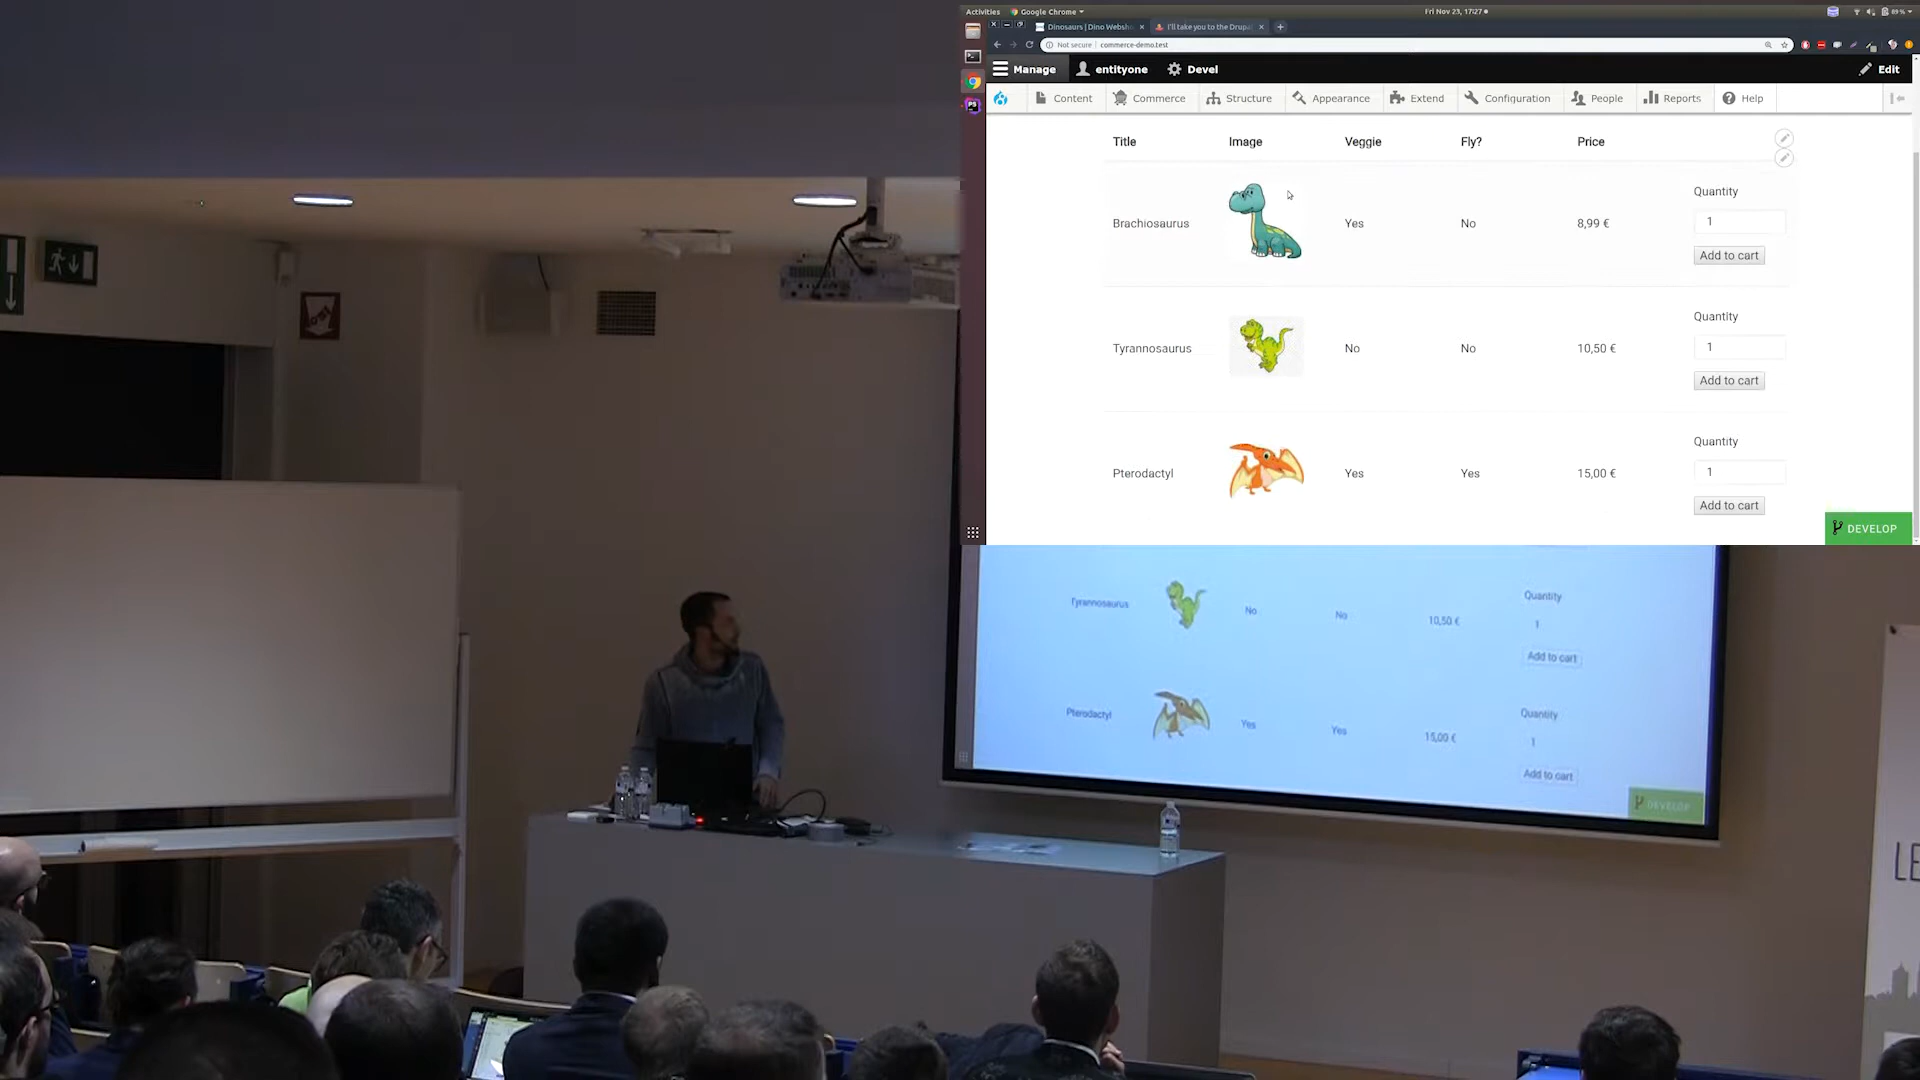 Activities Google Chrome Fri Nov 23, 17:27 89 %
Dinosaurs | Dino Websho × I'll take you to the Drupa × +
Not secure | commerce-demo.test
Manage entityone Devel Edit
Content Commerce Structure Appearance Extend Configuration People Reports Help
Title Image Veggie Fly? Price
Quantity
Brachiosaurus Yes No 8,99 € 1
Add to cart
Quantity
Tyrannosaurus No No 10,50 € 1
Add to cart
Quantity
Pterodactyl Yes Yes 15,00 € 1
Add to cart
DEVELOP
Quantity
Tyrannosaurus No No 10,50 € 1
Add to cart
Quantity
Pterodactyl Yes Yes 15,00 € 1
Add to cart
DEVELOP
LE